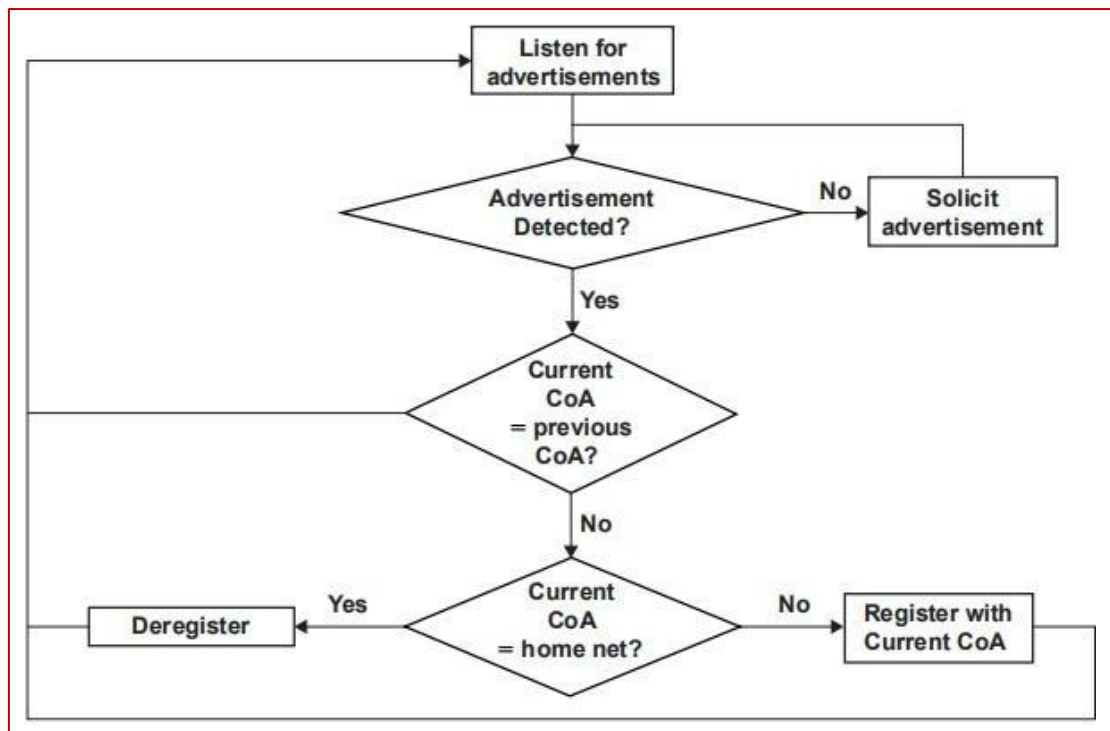 Listen for
advertisements
Advertisement
Detected?
No
Solicit
advertisement
Yes
Current
CoA
= previous
CoA?
No
Current
CoA
= home net?
Yes
Deregister
No
Register with
Current CoA